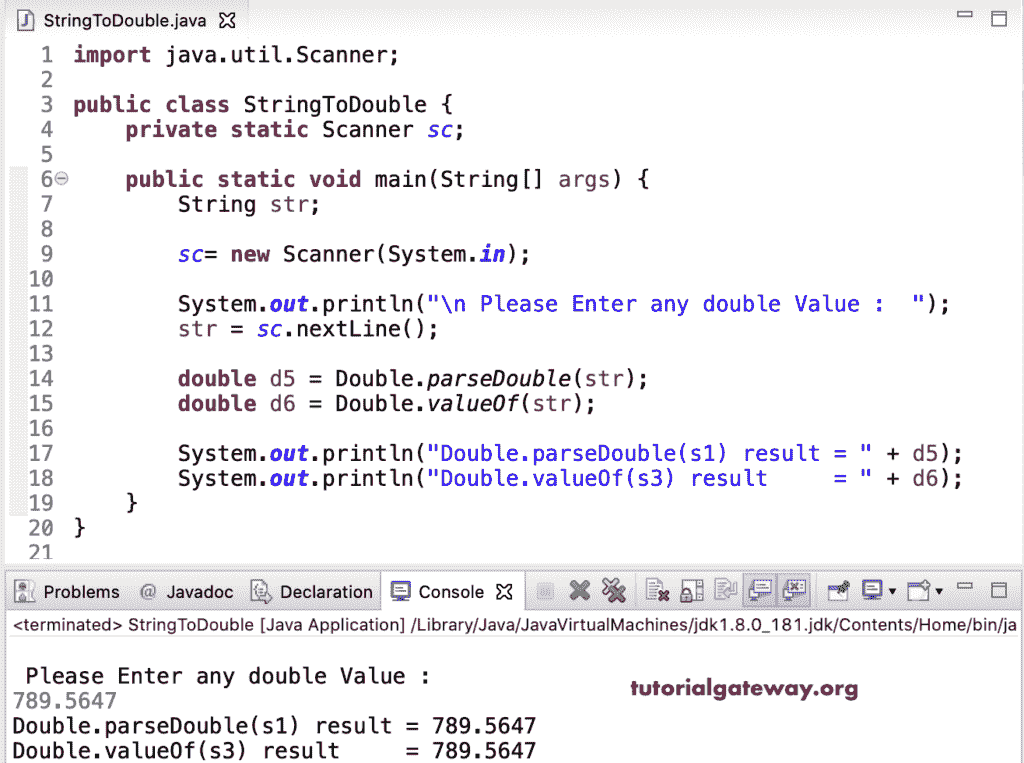 StringToDouble.java
1 import java.util.Scanner;
2
3 public class StringToDouble {
4     private static Scanner sc;
5
6     public static void main(String[] args) {
7         String str;
8
9         sc= new Scanner(System.in);
10
11         System.out.println("\n Please Enter any double Value :  ");
12         str = sc.nextLine();
13
14         double d5 = Double.parseDouble(str);
15         double d6 = Double.valueOf(str);
16
17         System.out.println("Double.parseDouble(s1) result = " + d5);
18         System.out.println("Double.valueOf(s3) result     = " + d6);
19     }
20 }
21
Problems @ Javadoc Declaration Console
<terminated> StringToDouble [Java Application] /Library/Java/JavaVirtualMachines/jdk1.8.0_181.jdk/Contents/Home/bin/ja
Please Enter any double Value :
tutorialgateway.org
789.5647
Double.parseDouble(s1) result = 789.5647
Double.valueOf(s3) result     = 789.5647